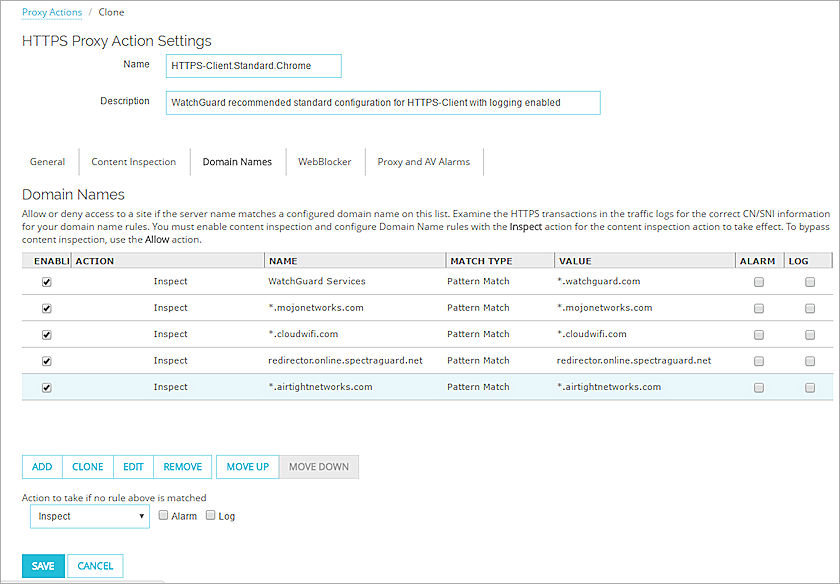 Proxy Actions / Clone
HTTPS Proxy Action Settings
Name HTTPS-Client.Standard.Chrome
Description WatchGuard recommended standard configuration for HTTPS-Client with logging enabled
General Content Inspection Domain Names WebBlocker Proxy and AV Alarms
Domain Names
Allow or deny access to a site if the server name matches a configured domain name on this list. Examine the HTTPS transactions in the traffic logs for the correct CN/SNI information
for your domain name rules. You must enable content inspection and configure Domain Name rules with the Inspect action for the content inspection action to take effect. To bypass
content inspection, use the Allow action.
ENABLI ACTION NAME MATCH TYPE VALUE ALARM LOG
Inspect WatchGuard Services Pattern Match *.watchguard.com
Inspect *.mojonetworks.com Pattern Match *.mojonetworks.com
Inspect *.cloudwifi.com Pattern Match *.cloudwifi.com
Inspect redirector.online.spectraguard.net Pattern Match redirector.online.spectraguard.net
Inspect *.airtightnetworks.com Pattern Match *.airtightnetworks.com
ADD CLONE EDIT REMOVE MOVE UP MOVE DOWN
Action to take if no rule above is matched
Inspect Alarm Log
SAVE CANCEL